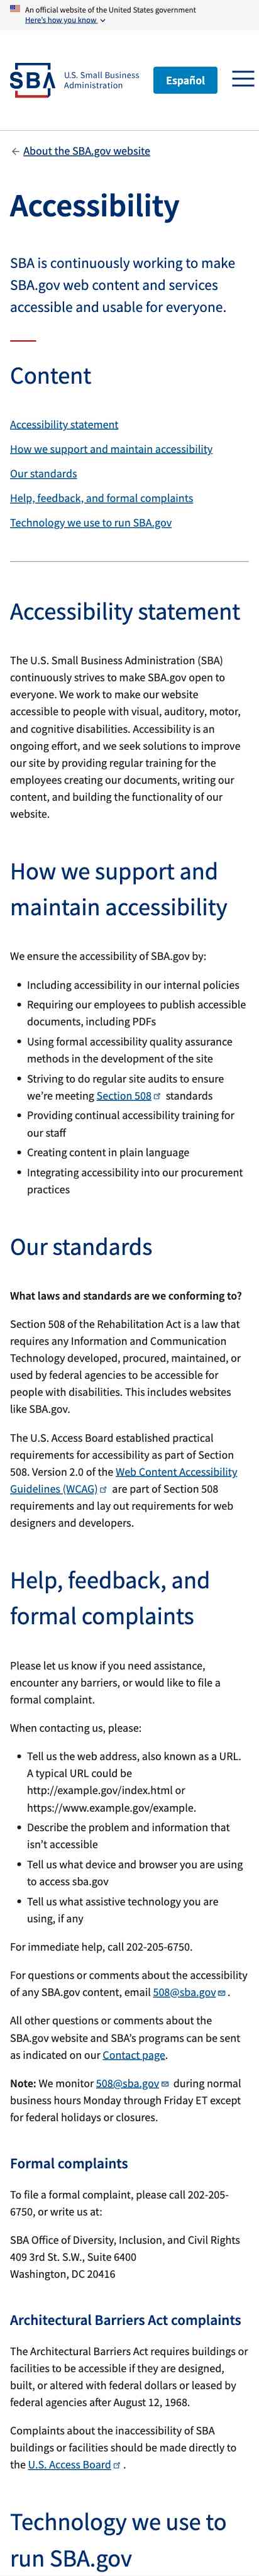 An official website of the United States government
Here's how you know
U.S. Small Business
Administration
SBA
Español
About the SBA.gov website
Accessibility
SBA is continuously working to make
SBA.gov web content and services
accessible and usable for everyone.
Content
Accessibility statement
How we support and maintain accessibility
Our standards
Help, feedback, and formal complaints
Technology we use to run SBA.gov
Accessibility statement
The U.S. Small Business Administration (SBA)
continuously strives to make SBA.gov open to
everyone. We work to make our website
accessible to people with visual, auditory, motor,
and cognitive disabilities. Accessibility is an
ongoing effort, and we seek solutions to improve
our site by providing regular training for the
employees creating our documents, writing our
content, and building the functionality of our
website.
How we support and
maintain accessibility
We ensure the accessibility of SBA.gov by:
• Including accessibility in our internal policies
• Requiring our employees to publish accessible
documents, including PDFs
• Using formal accessibility quality assurance
methods in the development of the site
• Striving to do regular site audits to ensure
we're meeting Section 508 standards
• Providing continual accessibility training for
our staff
• Creating content in plain language
• Integrating accessibility into our procurement
practices
Our standards
What laws and standards are we conforming to?
Section 508 of the Rehabilitation Act is a law that
requires any Information and Communication
Technology developed, procured, maintained, or
used by federal agencies to be accessible for
people with disabilities. This includes websites
like SBA.gov.
The U.S. Access Board established practical
requirements for accessibility as part of Section
508. Version 2.0 of the Web Content Accessibility
Guidelines (WCAG) are part of Section 508
requirements and lay out requirements for web
designers and developers.
Help, feedback, and
formal complaints
Please let us know if you need assistance,
encounter any barriers, or would like to file a
formal complaint.
When contacting us, please:
• Tell us the web address, also known as a URL.
A typical URL could be
http://example.gov/index.html or
https://www.example.gov/example.
• Describe the problem and information that
isn't accessible
• Tell us what device and browser you are using
to access sba.gov
• Tell us what assistive technology you are
using, if any
For immediate help, call 202-205-6750.
For questions or comments about the accessibility
of any SBA.gov content, email 508@sba.gov.
All other questions or comments about the
SBA.gov website and SBA's programs can be sent
as indicated on our Contact page.
Note: We monitor 508@sba.gov during normal
business hours Monday through Friday ET except
for federal holidays or closures.
Formal complaints
To file a formal complaint, please call 202-205-
6750, or write us at:
SBA Office of Diversity, Inclusion, and Civil Rights
409 3rd St. S.W., Suite 6400
Washington, DC 20416
Architectural Barriers Act complaints
The Architectural Barriers Act requires buildings or
facilities to be accessible if they are designed,
built, or altered with federal dollars or leased by
federal agencies after August 12, 1968.
Complaints about the inaccessibility of SBA
buildings or facilities should be made directly to
the U.S. Access Board.
Technology we use to
run SBA.gov